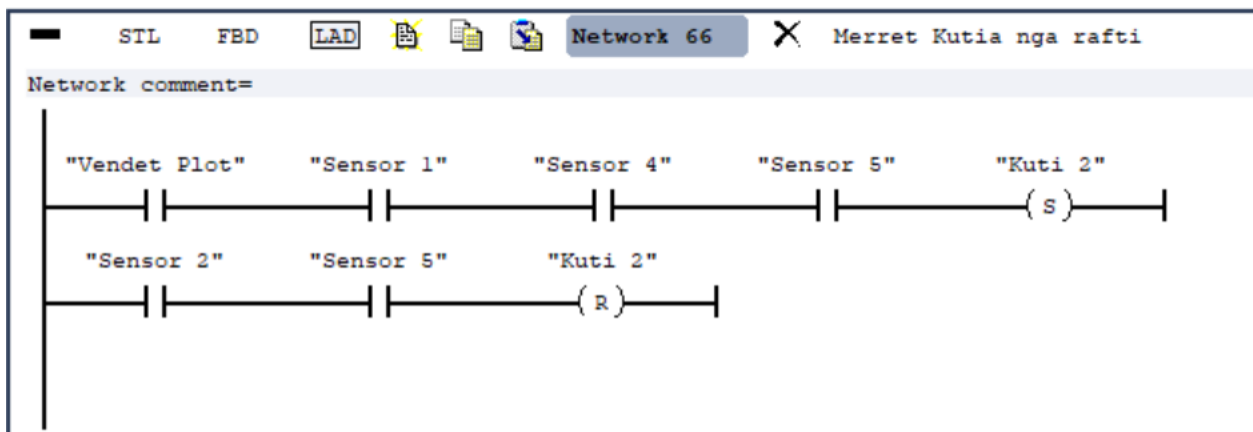 STL FBD LAD Network 66 Merret Kutia nga rafti
Network comment=
"Vendet Plot" "Sensor 1" "Sensor 4" "Sensor 5" "Kuti 2"
S
"Sensor 2" "Sensor 5" "Kuti 2"
R